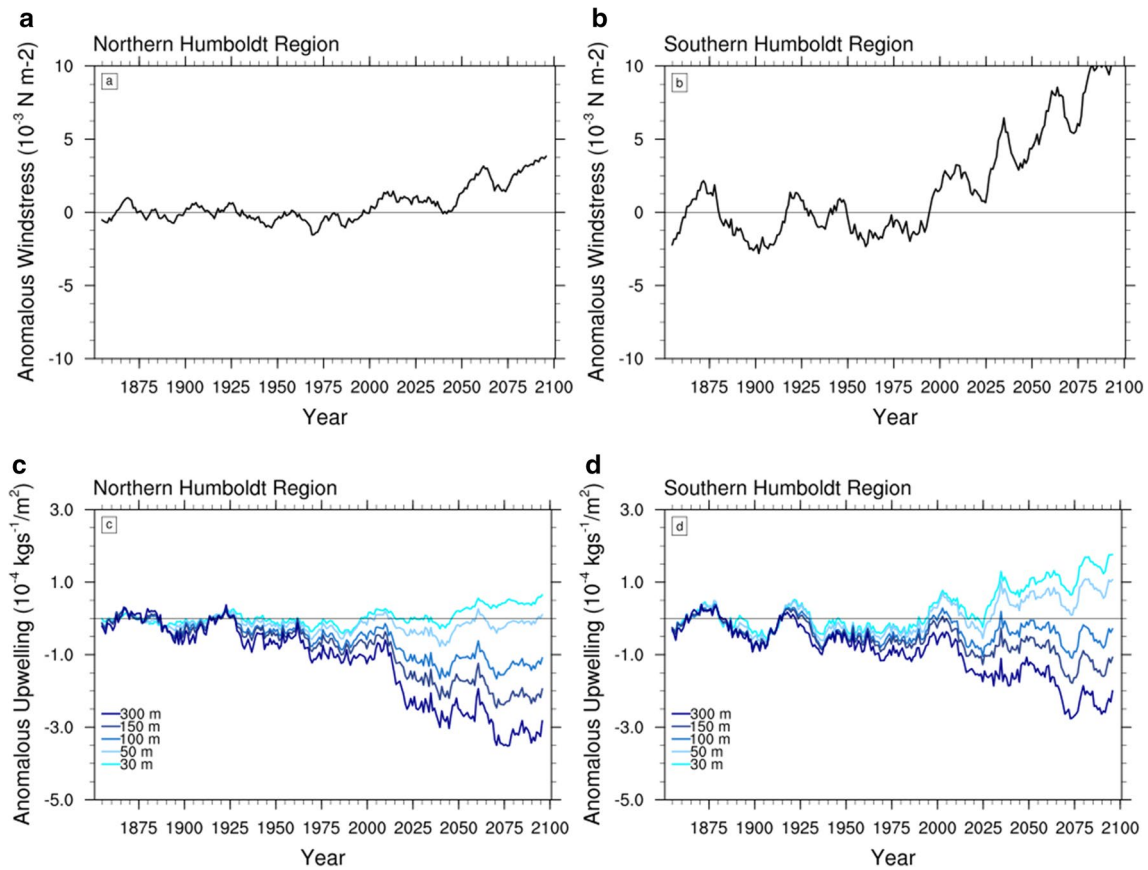 a
Northern Humboldt Region
Anomalous Windstress (10-3 N m-2)
10
5
0
-5
-10
a
1875 1900 1925 1950 1975 2000 2025 2050 2075 2100
Year
b
Southern Humboldt Region
Anomalous Windstress (10-3 N m-2)
10
5
0
-5
-10
b
1875 1900 1925 1950 1975 2000 2025 2050 2075 2100
Year
c
Northern Humboldt Region
Anomalous Upwelling (10-4 kgs-1/m2)
3.0
1.0
-1.0
-3.0
-5.0
c
300 m
150 m
100 m
50 m
30 m
1875 1900 1925 1950 1975 2000 2025 2050 2075 2100
Year
d
Southern Humboldt Region
Anomalous Upwelling (10-4 kgs-1/m2)
3.0
1.0
-1.0
-3.0
-5.0
d
300 m
150 m
100 m
50 m
30 m
1875 1900 1925 1950 1975 2000 2025 2050 2075 2100
Year